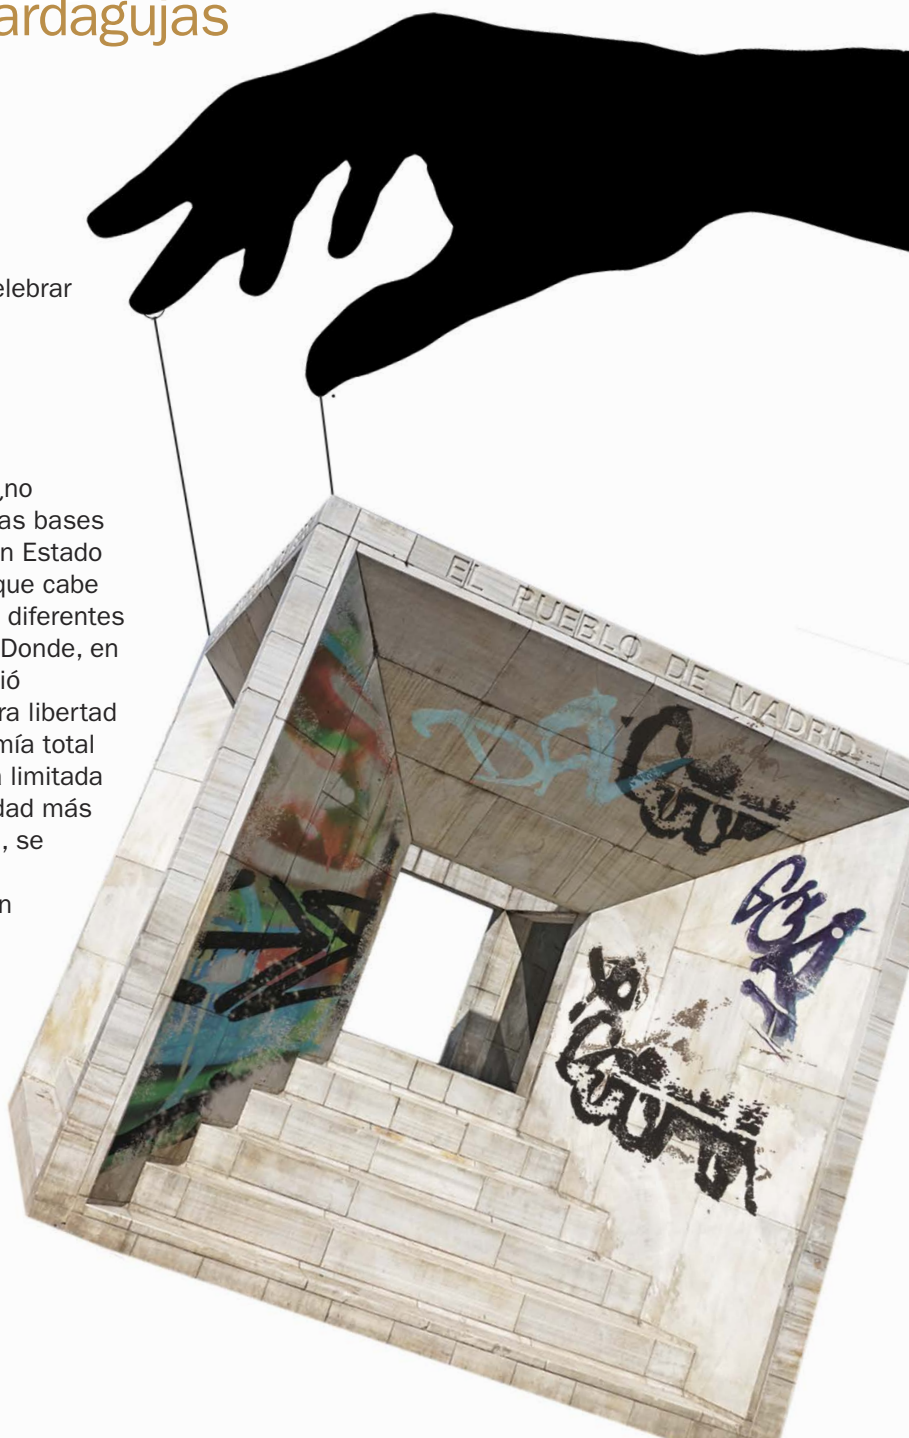 ardagujas
elebrar
¿no
as bases
n Estado
que cabe
diferentes
Donde, en
ió
ra libertad
mía total
a limitada
dad más
, se
n
EL PUEBLO DE MADRID
DAL